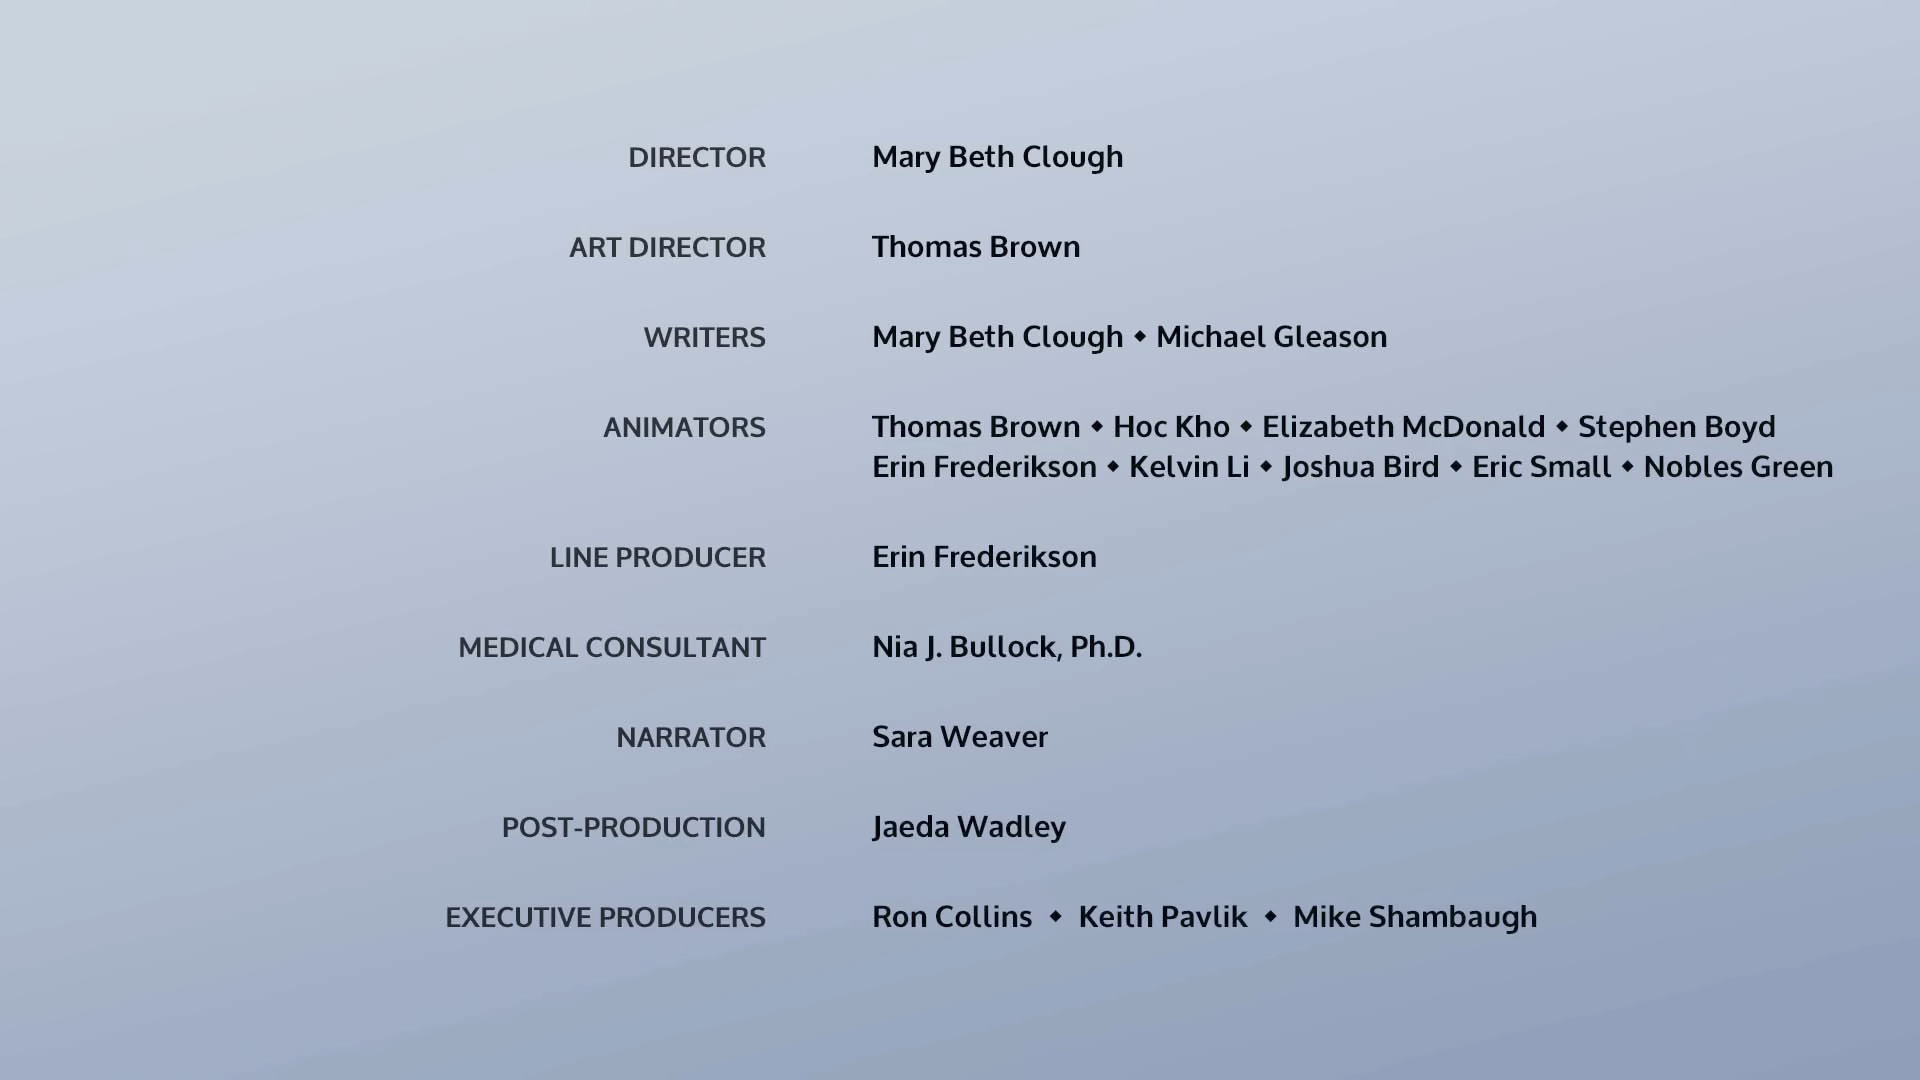 DIRECTOR Mary Beth Clough
ART DIRECTOR Thomas Brown
WRITERS Mary Beth Clough ◆ Michael Gleason
ANIMATORS Thomas Brown ◆ Hoc Kho ◆ Elizabeth McDonald ◆ Stephen Boyd
Erin Frederikson ◆ Kelvin Li ◆ Joshua Bird ◆ Eric Small ◆ Nobles Green
LINE PRODUCER Erin Frederikson
MEDICAL CONSULTANT Nia J. Bullock, Ph.D.
NARRATOR Sara Weaver
POST-PRODUCTION Jaeda Wadley
EXECUTIVE PRODUCERS Ron Collins ◆ Keith Pavlik ◆ Mike Shambaugh